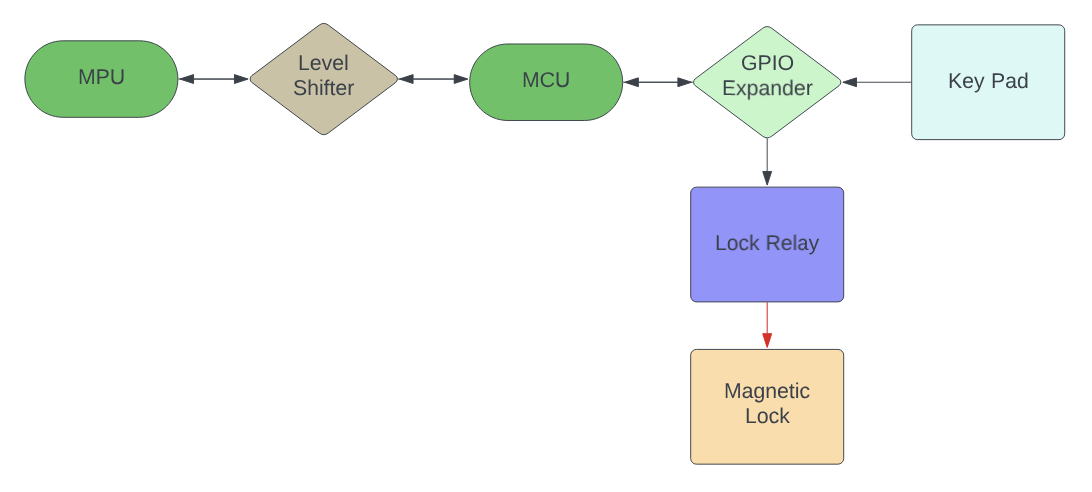 MPU
Level
Shifter
MCU
GPIO
Expander
Key Pad
Lock Relay
Magnetic
Lock